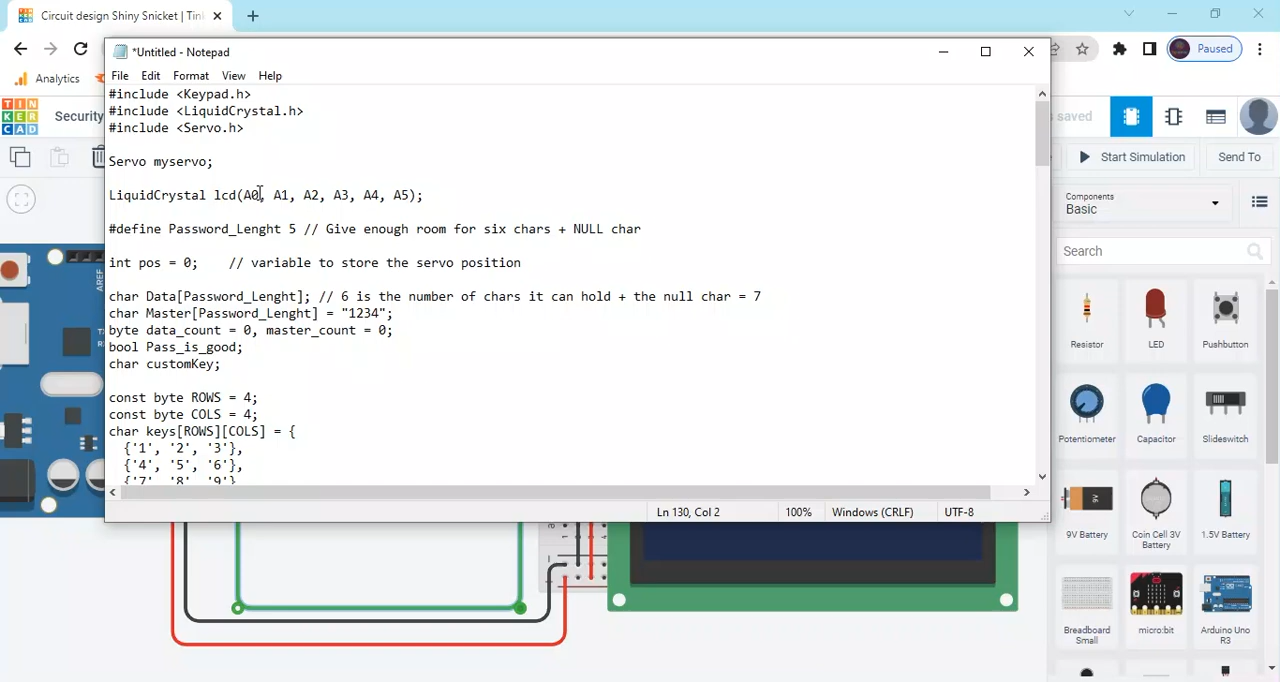 Circuit design Shiny Snicket | Tin
Paused
Analytics
*Untitled - Notepad
File Edit Format View Help
#include <Keypad.h>
#include <LiquidCrystal.h>
#include <Servo.h>
Servo myservo;
LiquidCrystal lcd(A0, A1, A2, A3, A4, A5);
#define Password_Lenght 5 // Give enough room for six chars + NULL char
int pos = 0;    // variable to store the servo position
char Data[Password_Lenght]; // 6 is the number of chars it can hold + the null char = 7
char Master[Password_Lenght] = "1234";
byte data_count = 0, master_count = 0;
bool Pass_is_good;
char customKey;
const byte ROWS = 4;
const byte COLS = 4;
char keys[ROWS][COLS] = {
{'1', '2', '3'},
{'4', '5', '6'},
{'7', '8', '9'}
Ln 130, Col 2
100%
Windows (CRLF)
UTF-8
TIN
KER
CAD
Security
s saved
Start Simulation
Send To
Components
Basic
Search
Resistor
LED
Pushbutton
Potentiometer
Capacitor
Slideswitch
9V Battery
Coin Cell 3V
Battery
1.5V Battery
Breadboard
Small
micro:bit
Arduino Uno
R3
AREF